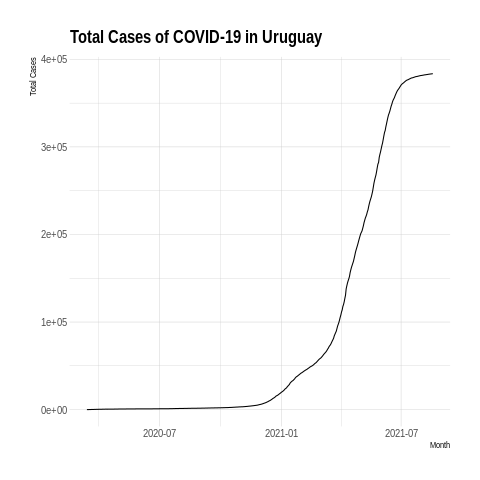 Total Cases of COVID-19 in Uruguay
Total Cases
4e+05
3e+05
2e+05
1e+05
0e+00
2020-07 2021-01 2021-07
Month